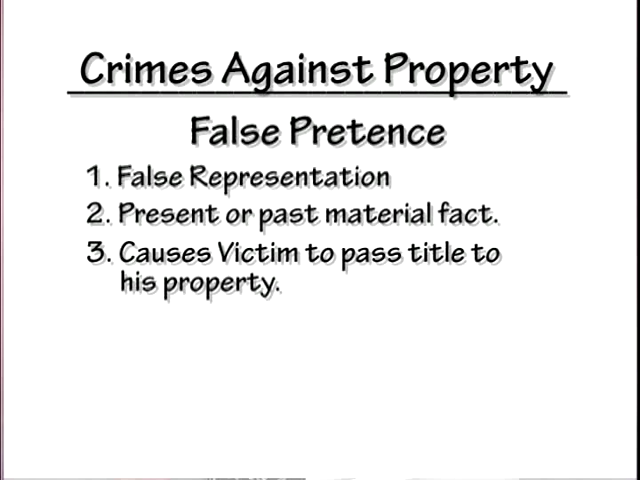 Crimes Against Property
False Pretence
1. False Representation
2. Present or past material fact.
3. Causes Victim to pass title to
his property.